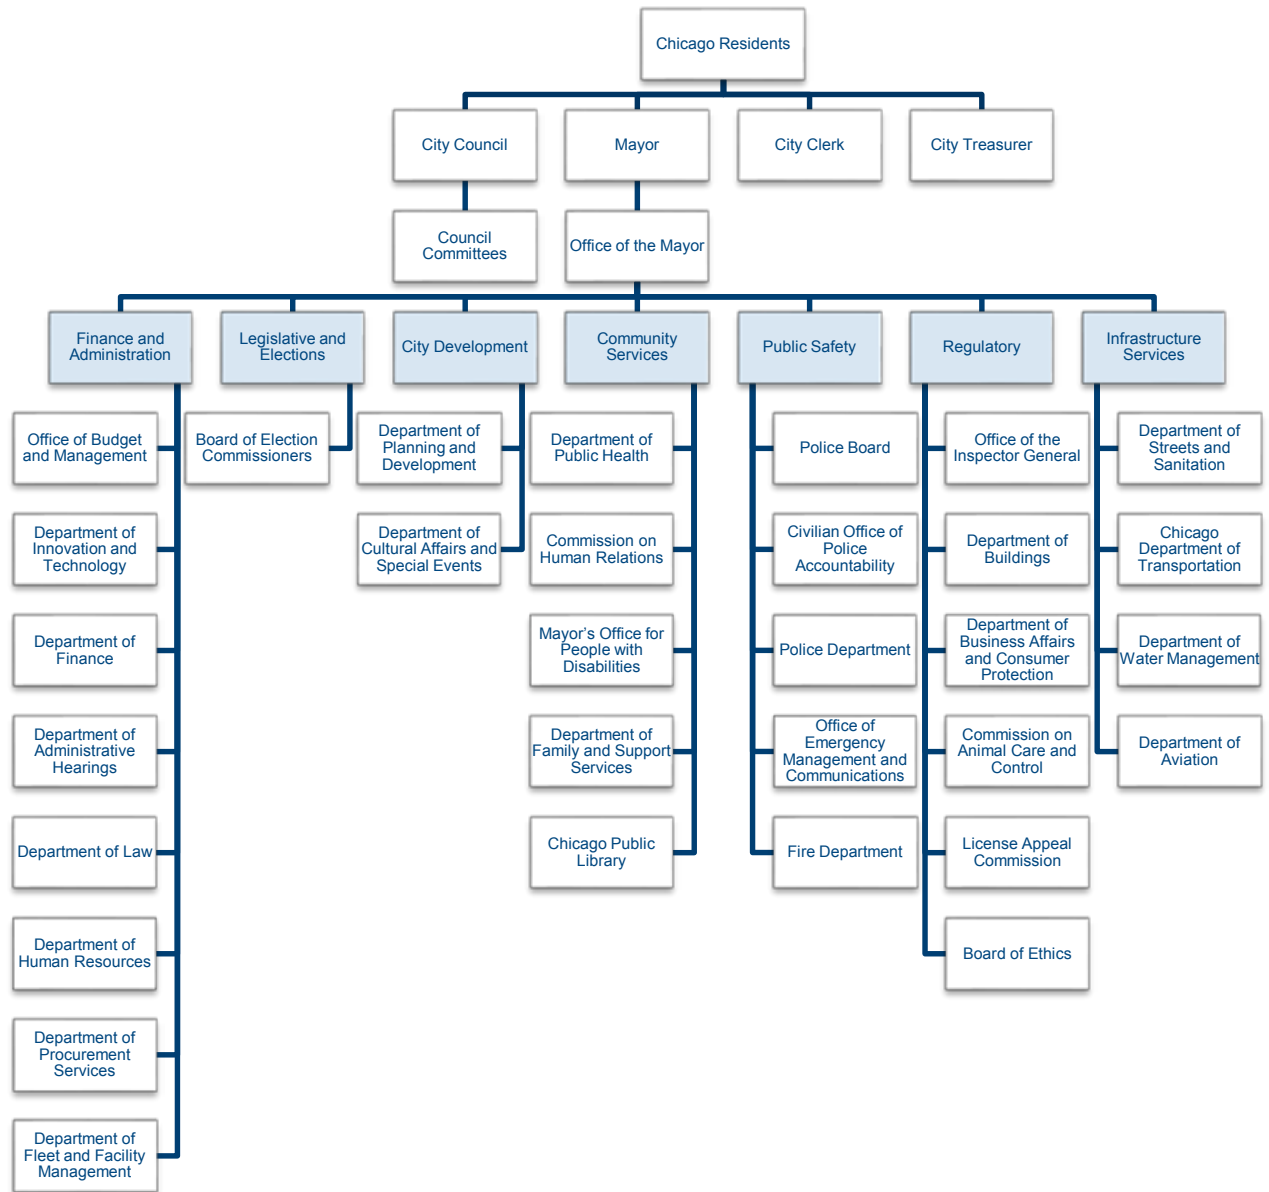 Chicago Residents
City Council
Mayor
City Clerk
City Treasurer
Council
Committees
Office of the Mayor
Finance and
Administration
Legislative and
Elections
City Development
Community
Services
Public Safety
Regulatory
Infrastructure
Services
Office of Budget
and Management
Department of
Innovation and
Technology
Department of
Finance
Department of
Administrative
Hearings
Department of Law
Department of
Human Resources
Department of
Procurement
Services
Department of
Fleet and Facility
Management
Board of Election
Commissioners
Department of
Planning and
Development
Department of
Cultural Affairs and
Special Events
Department of
Public Health
Commission on
Human Relations
Mayor’s Office for
People with
Disabilities
Department of
Family and Support
Services
Chicago Public
Library
Police Board
Civilian Office of
Police
Accountability
Police Department
Office of
Emergency
Management and
Communications
Fire Department
Office of the
Inspector General
Department of
Buildings
Department of
Business Affairs
and Consumer
Protection
Commission on
Animal Care and
Control
License Appeal
Commission
Board of Ethics
Department of
Streets and
Sanitation
Chicago
Department of
Transportation
Department of
Water Management
Department of
Aviation